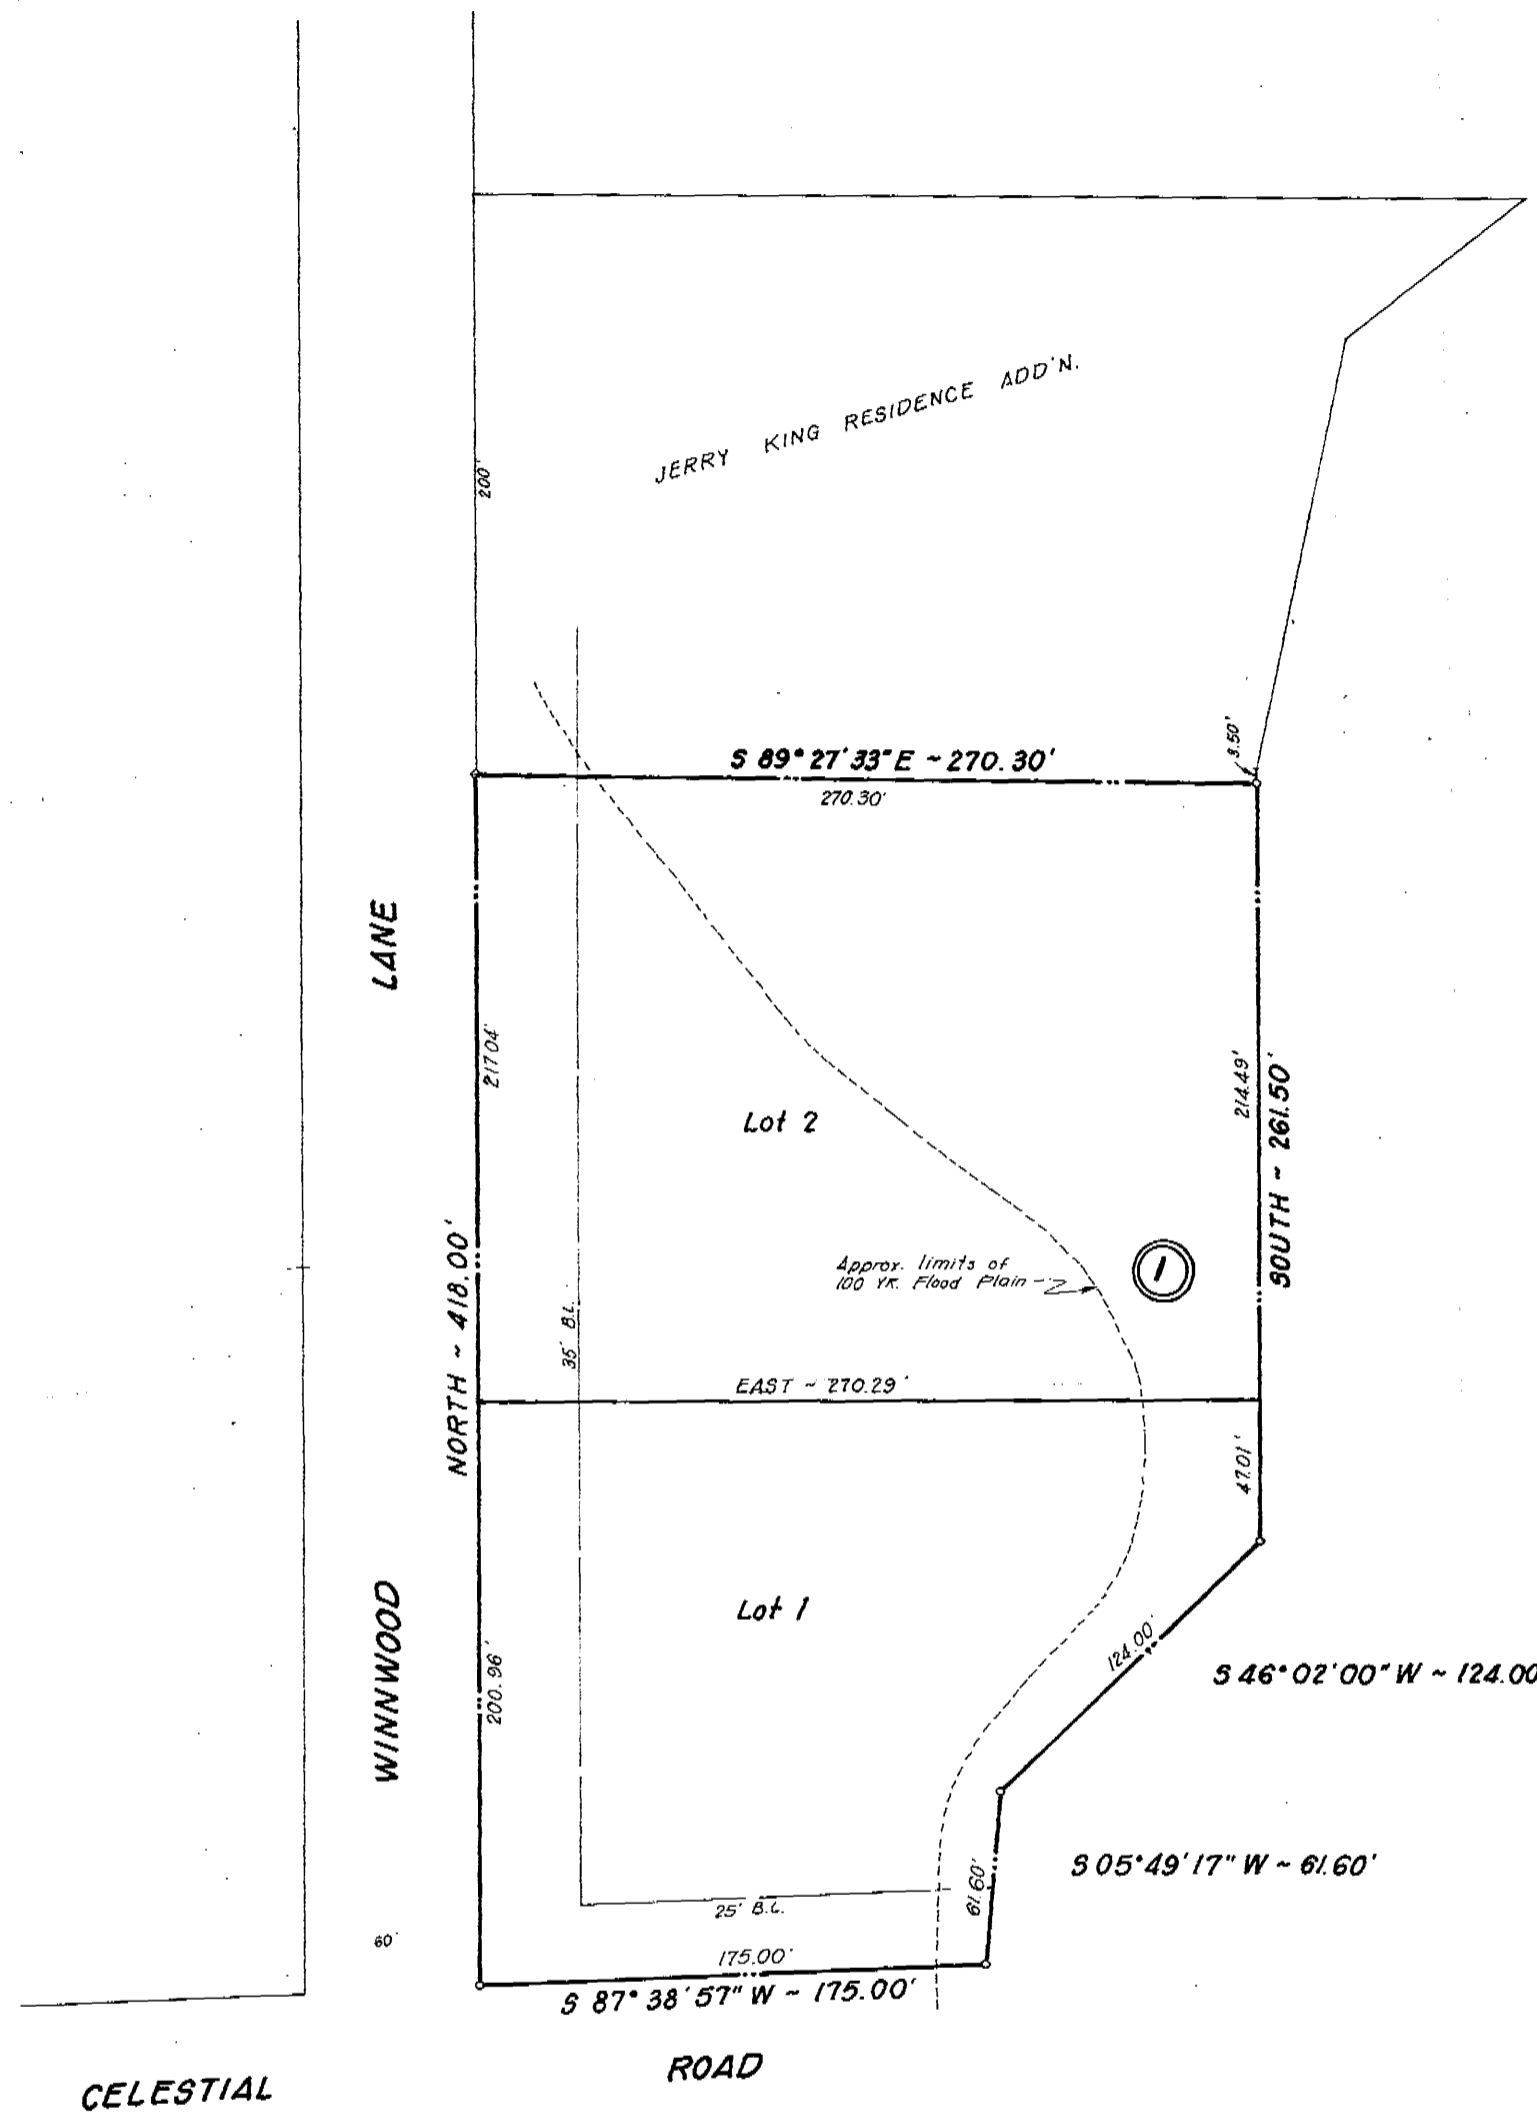 JERRY KING RESIDENCE ADD'N.
200'
3.50'
S 89° 27' 33" E ~ 270.30'
270.30'
LANE
217.04'
214.49'
SOUTH ~ 261.50'
Lot 2
NORTH ~ 418.00'
Approx. limits of
100 YR. Flood Plain
1
35' B.L.
EAST ~ 270.29'
47.01'
Lot 1
WINNWOOD
200.96'
124.00'
S 46° 02' 00" W ~ 124.00
S 05° 49' 17" W ~ 61.60'
61.60'
25' B.L.
60'
175.00'
S 87° 38' 57" W ~ 175.00'
CELESTIAL ROAD